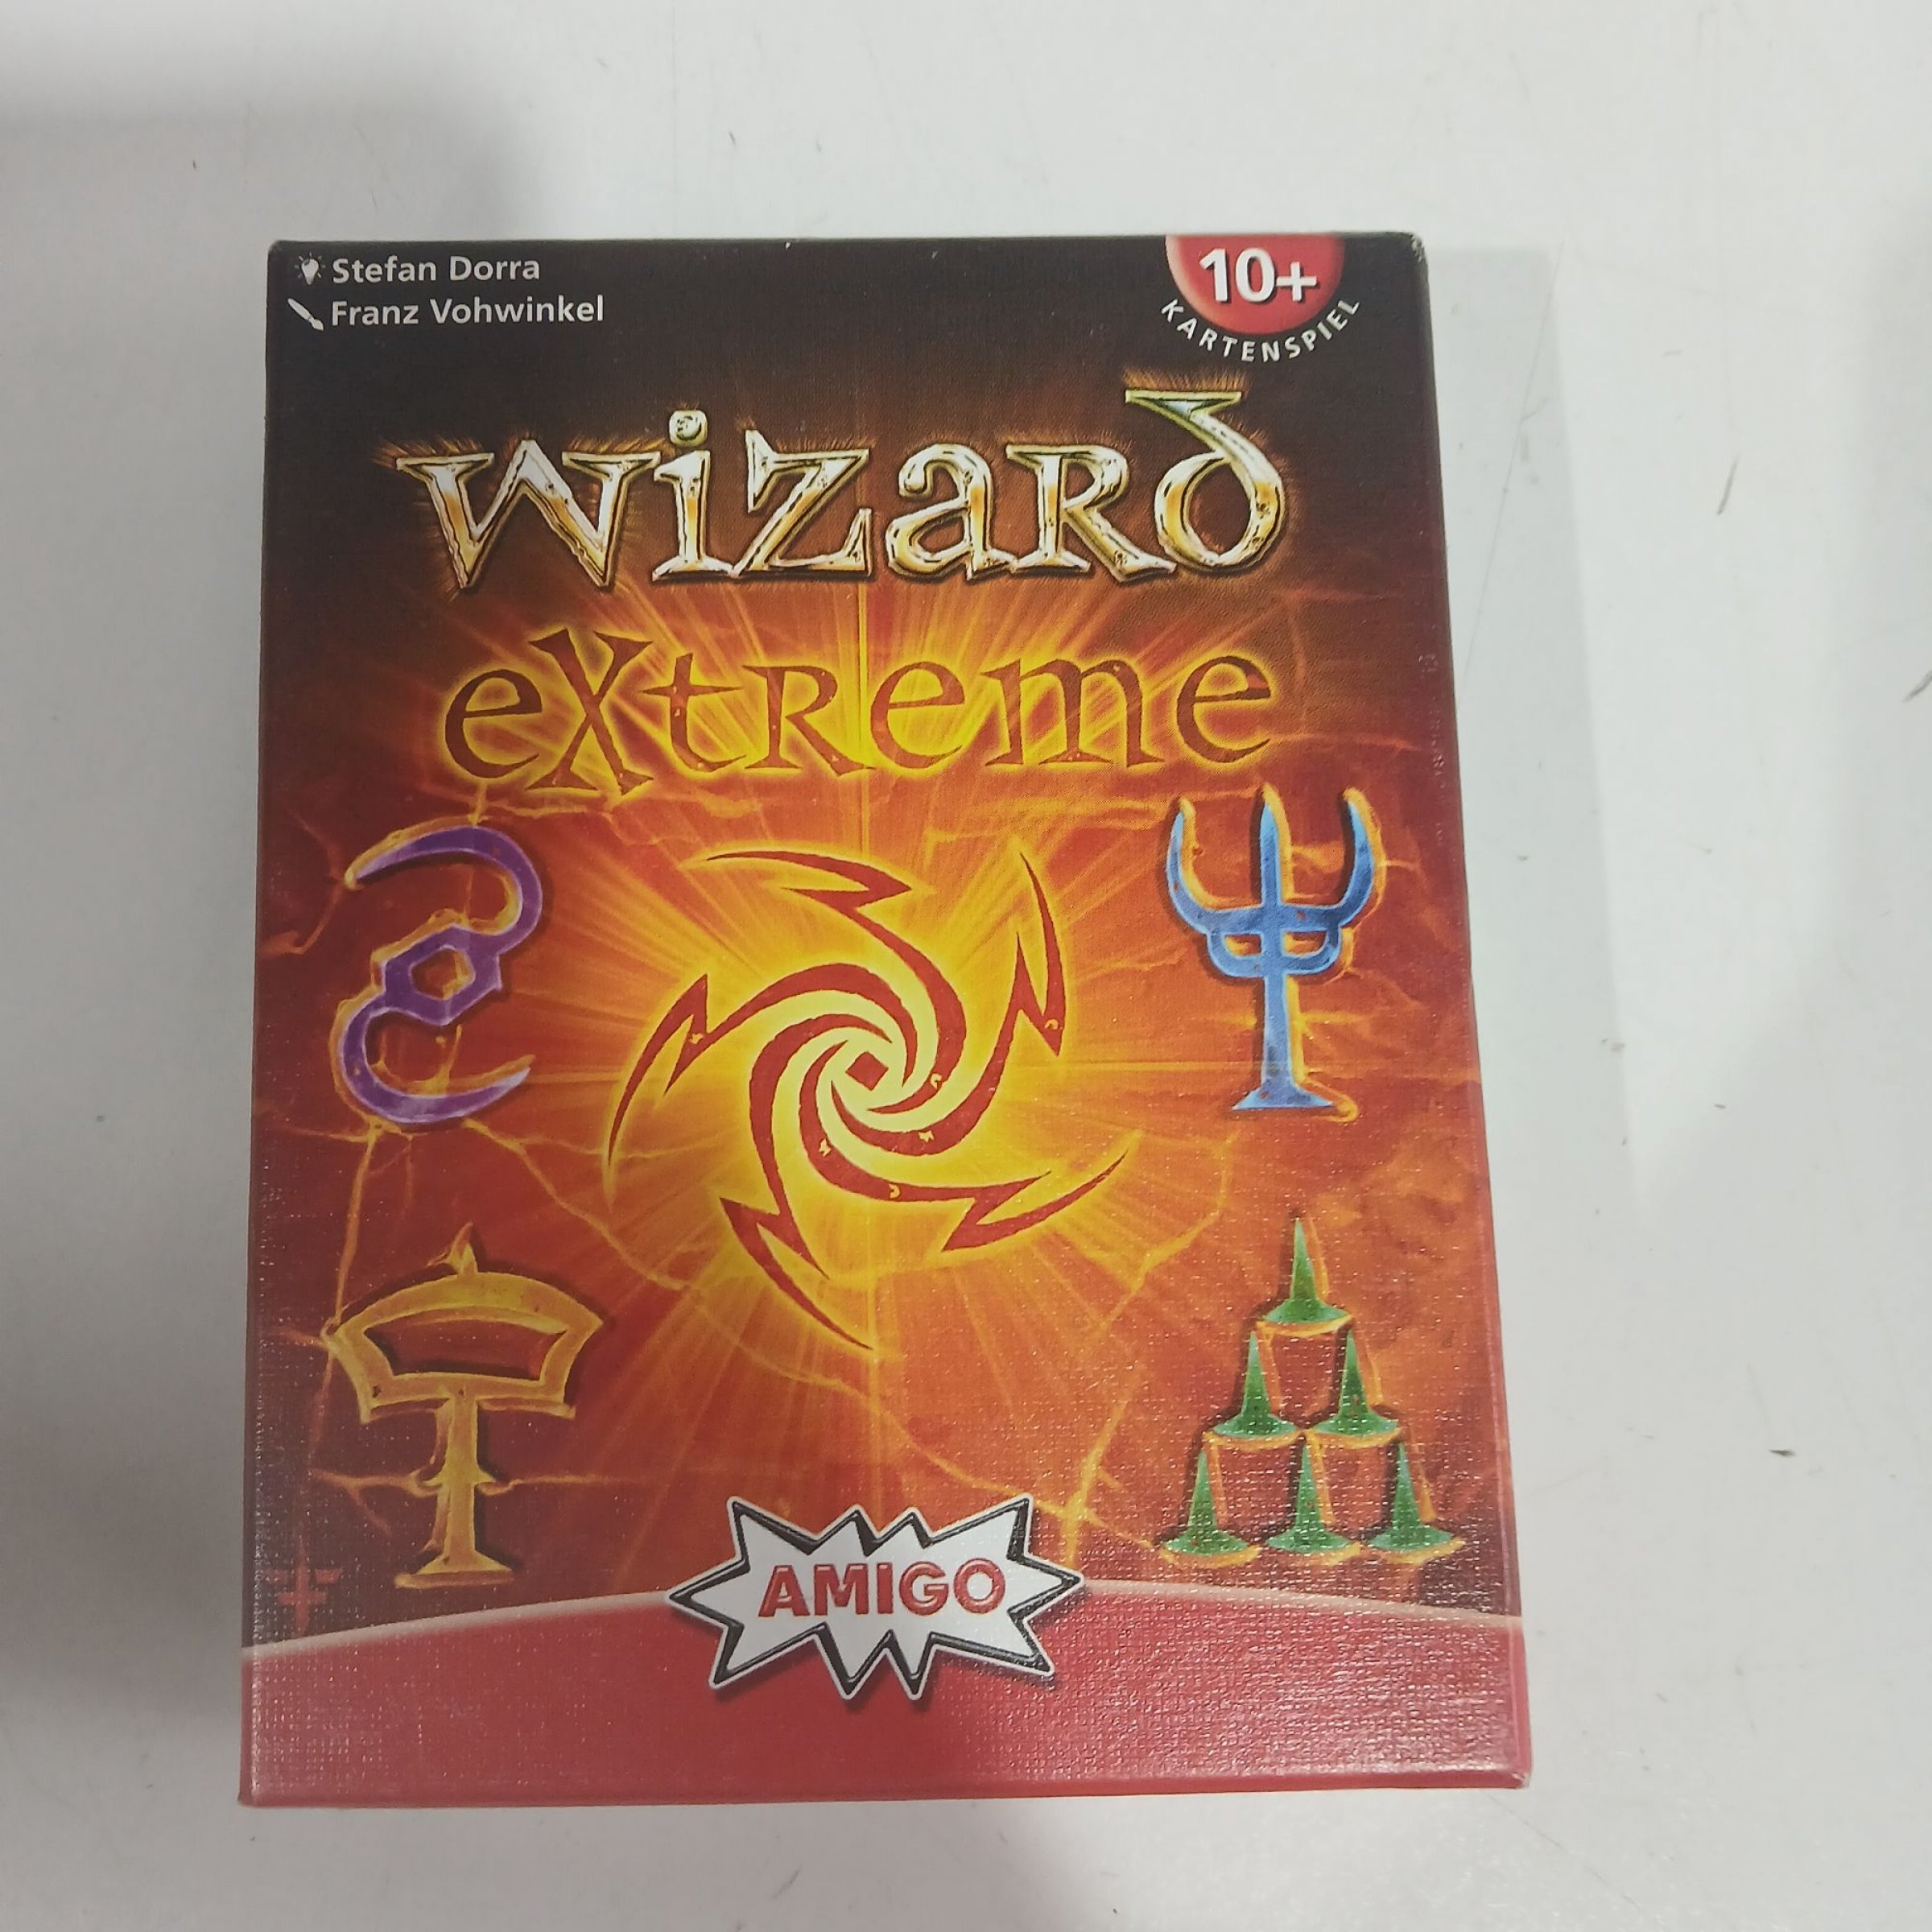 Stefan Dorra
Franz Vohwinkel
10+
KARTENSPIEL
Wizard
eXtreme
AMIGO